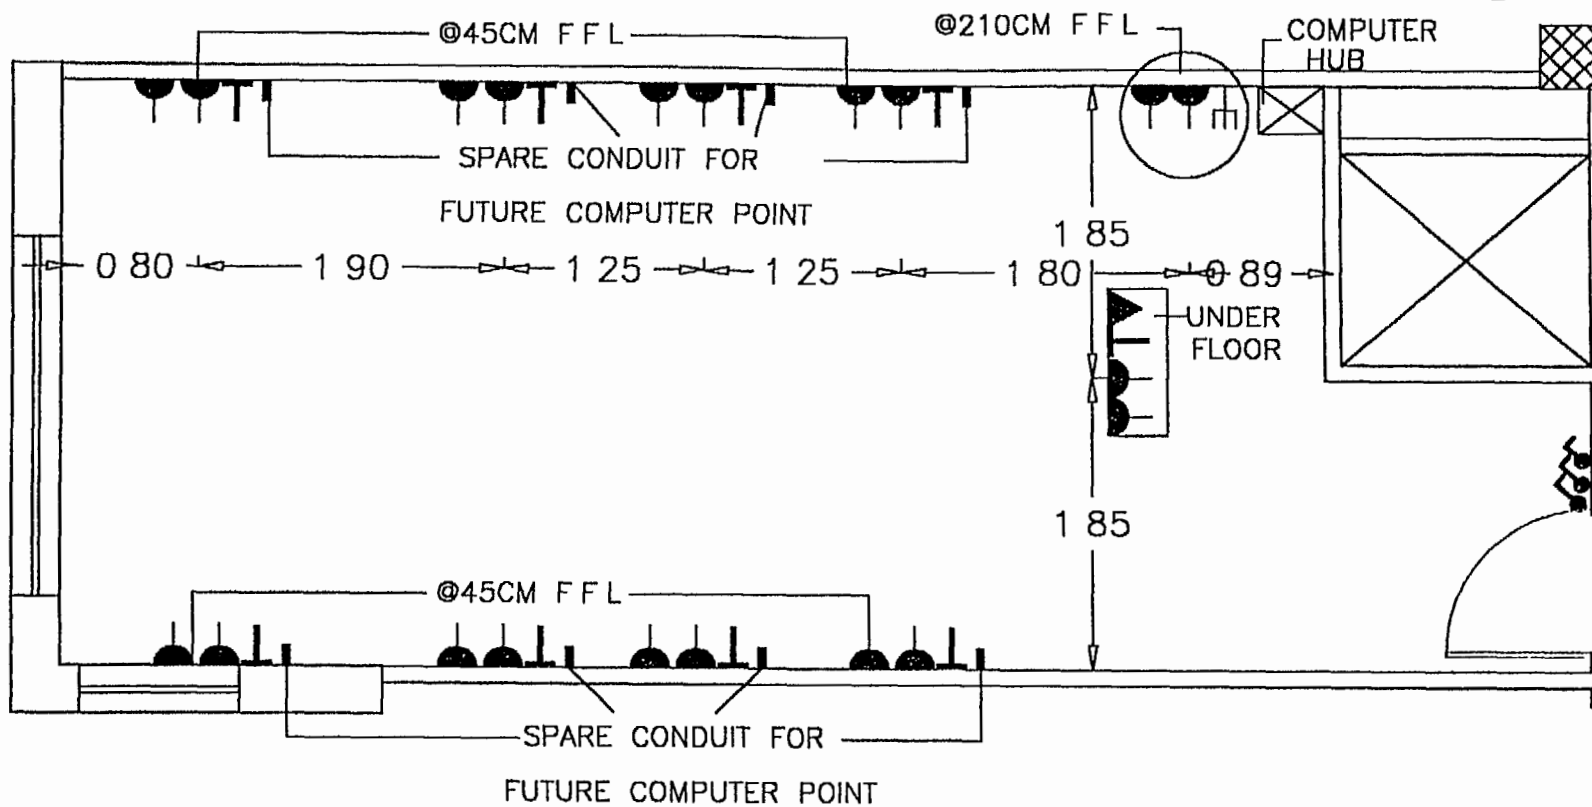 @45CM F F L
@210CM F F L
COMPUTER
HUB
SPARE CONDUIT FOR
FUTURE COMPUTER POINT
1 85
0 80
1 90
1 25
1 25
1 80
0 89
UNDER
FLOOR
1 85
@45CM F F L
SPARE CONDUIT FOR
FUTURE COMPUTER POINT